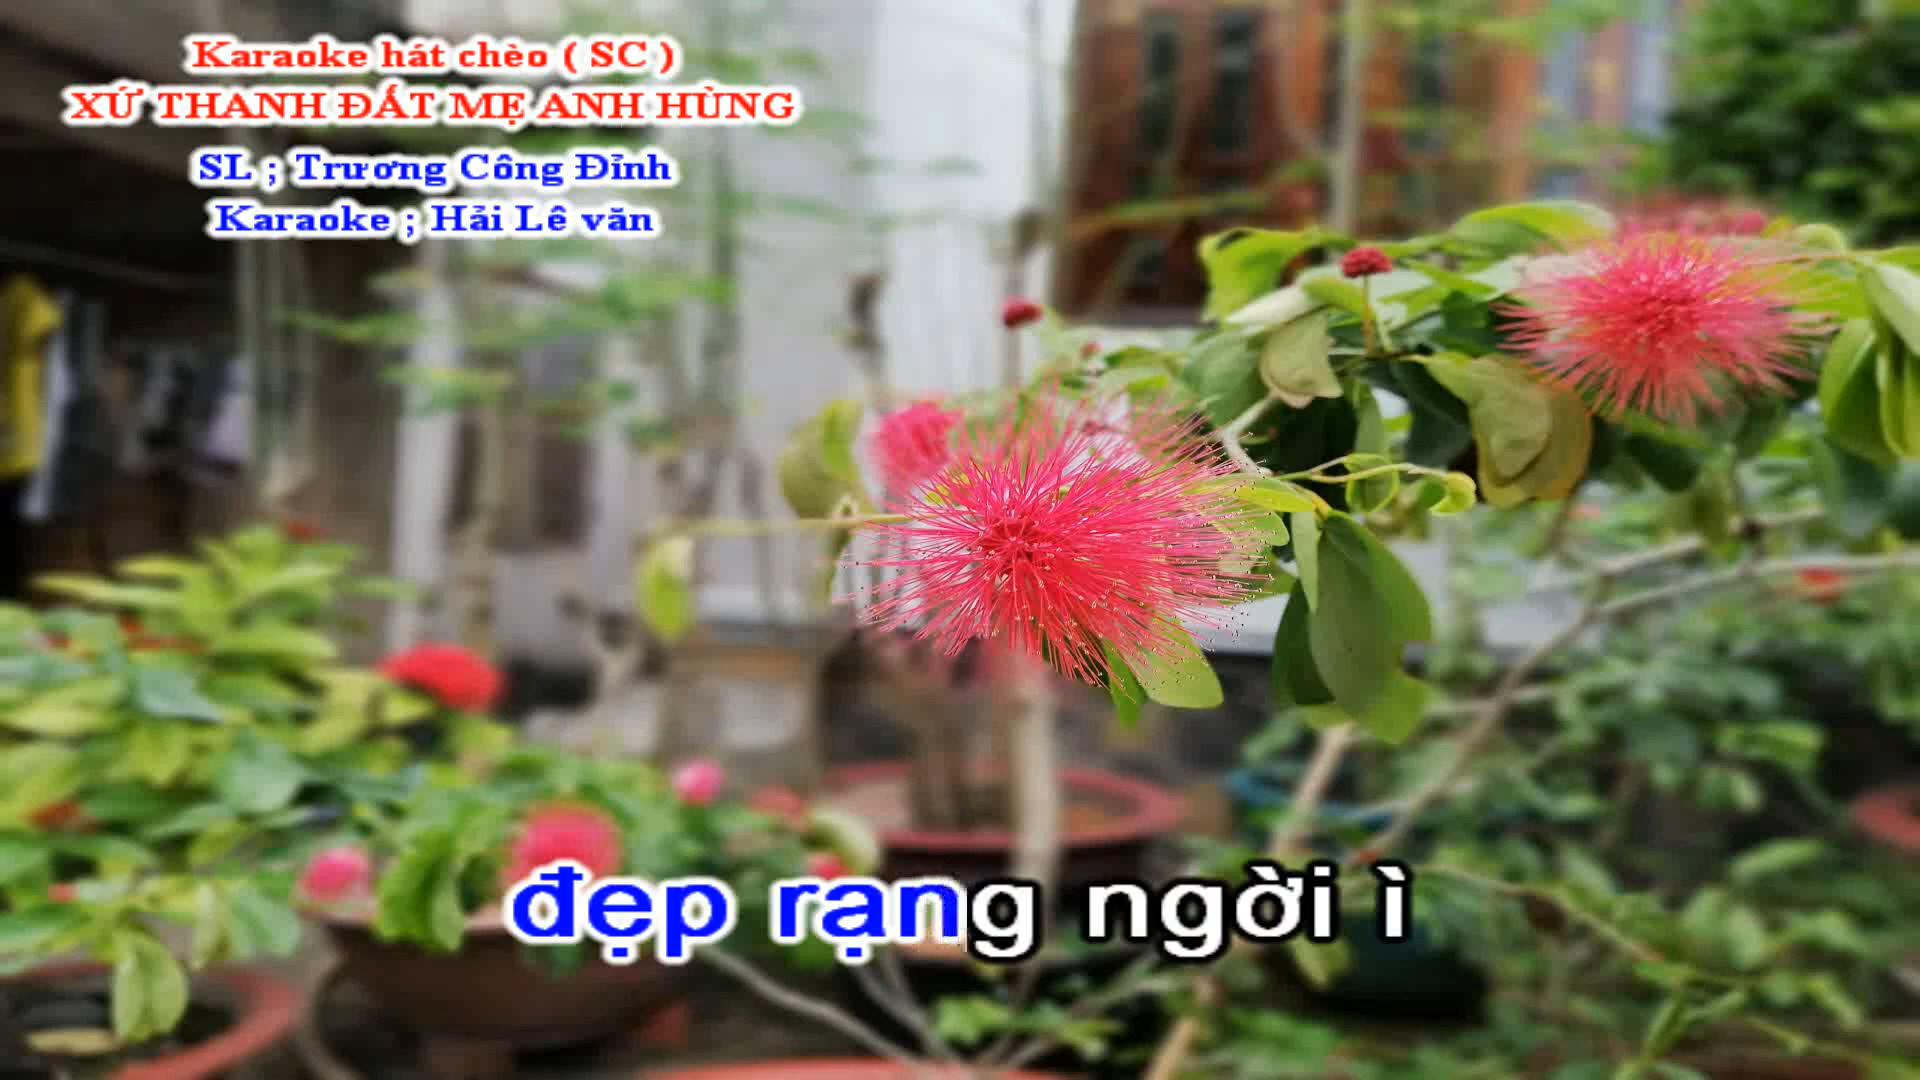 Karaoke hát chèo ( SC )
XỨ THANH ĐẤT MẸ ANH HÙNG
SL ; Trương Công Đỉnh
Karaoke ; Hải Lê văn
đẹp rạng ngời ì